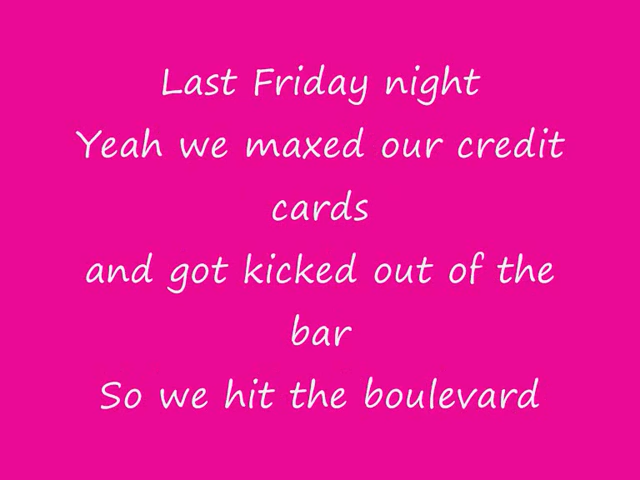 Last Friday night
Yeah we maxed our credit
cards
and got kicked out of the
bar
So we hit the boulevard